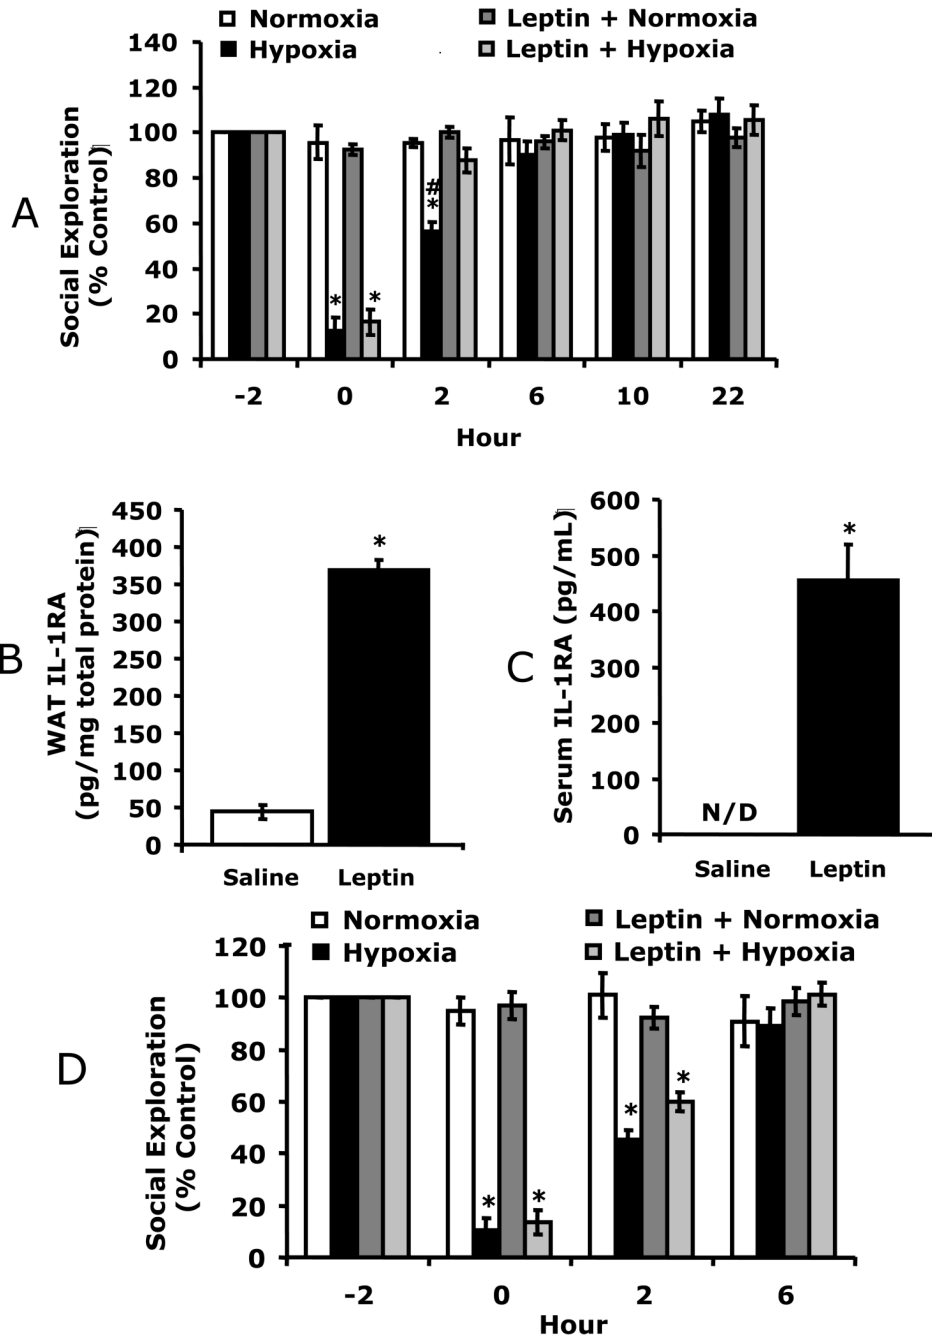 Normoxia
Leptin + Normoxia
Hypoxia
Leptin + Hypoxia
A
Social Exploration
(% Control)
140
120
100
80
60
40
20
0
#
*
*
*
-2
0
2
6
10
22
Hour
B
WAT IL-1RA
(pg/mg total protein)
450
400
350
300
250
200
150
100
50
0
*
Saline
Leptin
C
Serum IL-1RA (pg/mL)
600
500
400
300
200
100
0
*
N/D
Saline
Leptin
Normoxia
Leptin + Normoxia
Hypoxia
Leptin + Hypoxia
D
Social Exploration
(% Control)
120
100
80
60
40
20
0
*
*
*
*
-2
0
2
6
Hour